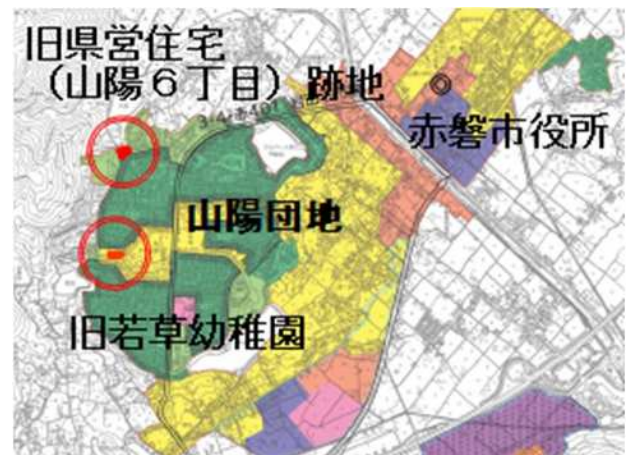 旧県営住宅
（山陽６丁目）跡地
赤磐市役所
山陽団地
旧若草幼稚園